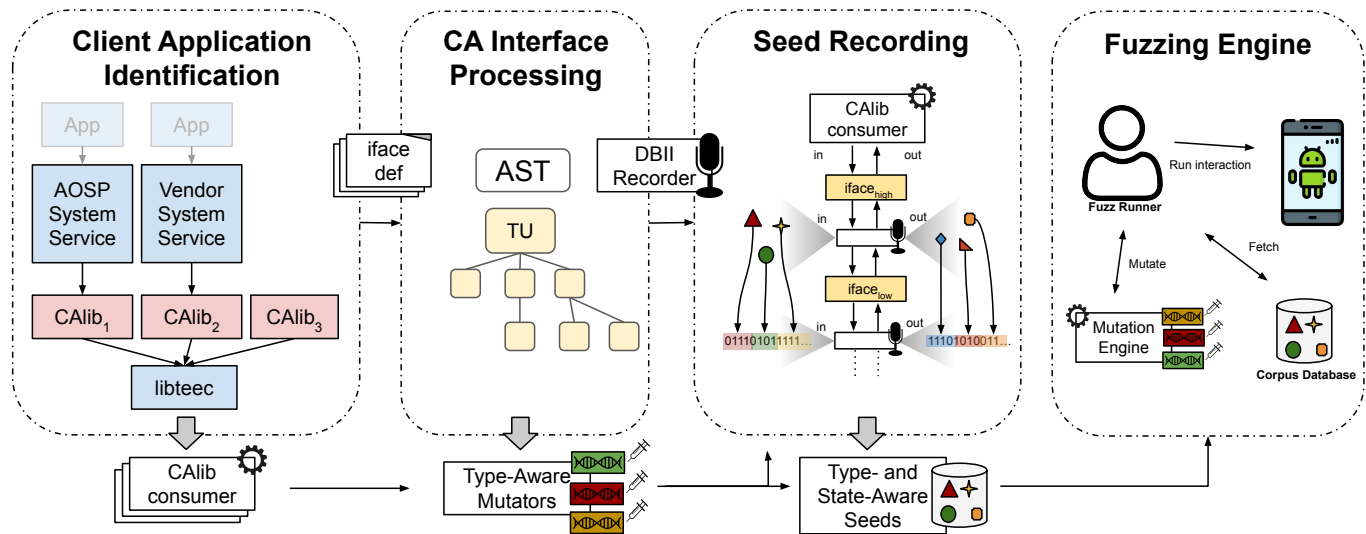 Client Application
Identification
App
App
AOSP
System
Service
Vendor
System
Service
CAlib1
CAlib2
CAlib3
libteec
CAlib
consumer
iface
def
CA Interface
Processing
AST
TU
Type-Aware
Mutators
DBII
Recorder
Seed Recording
CAlib
consumer
in
out
ifacehigh
in
out
ifacelow
in
out
011101011111...
11101101010011...
Type- and
State-Aware
Seeds
Fuzzing Engine
Run interaction
Fuzz Runner
Mutate
Fetch
Mutation
Engine
Corpus Database